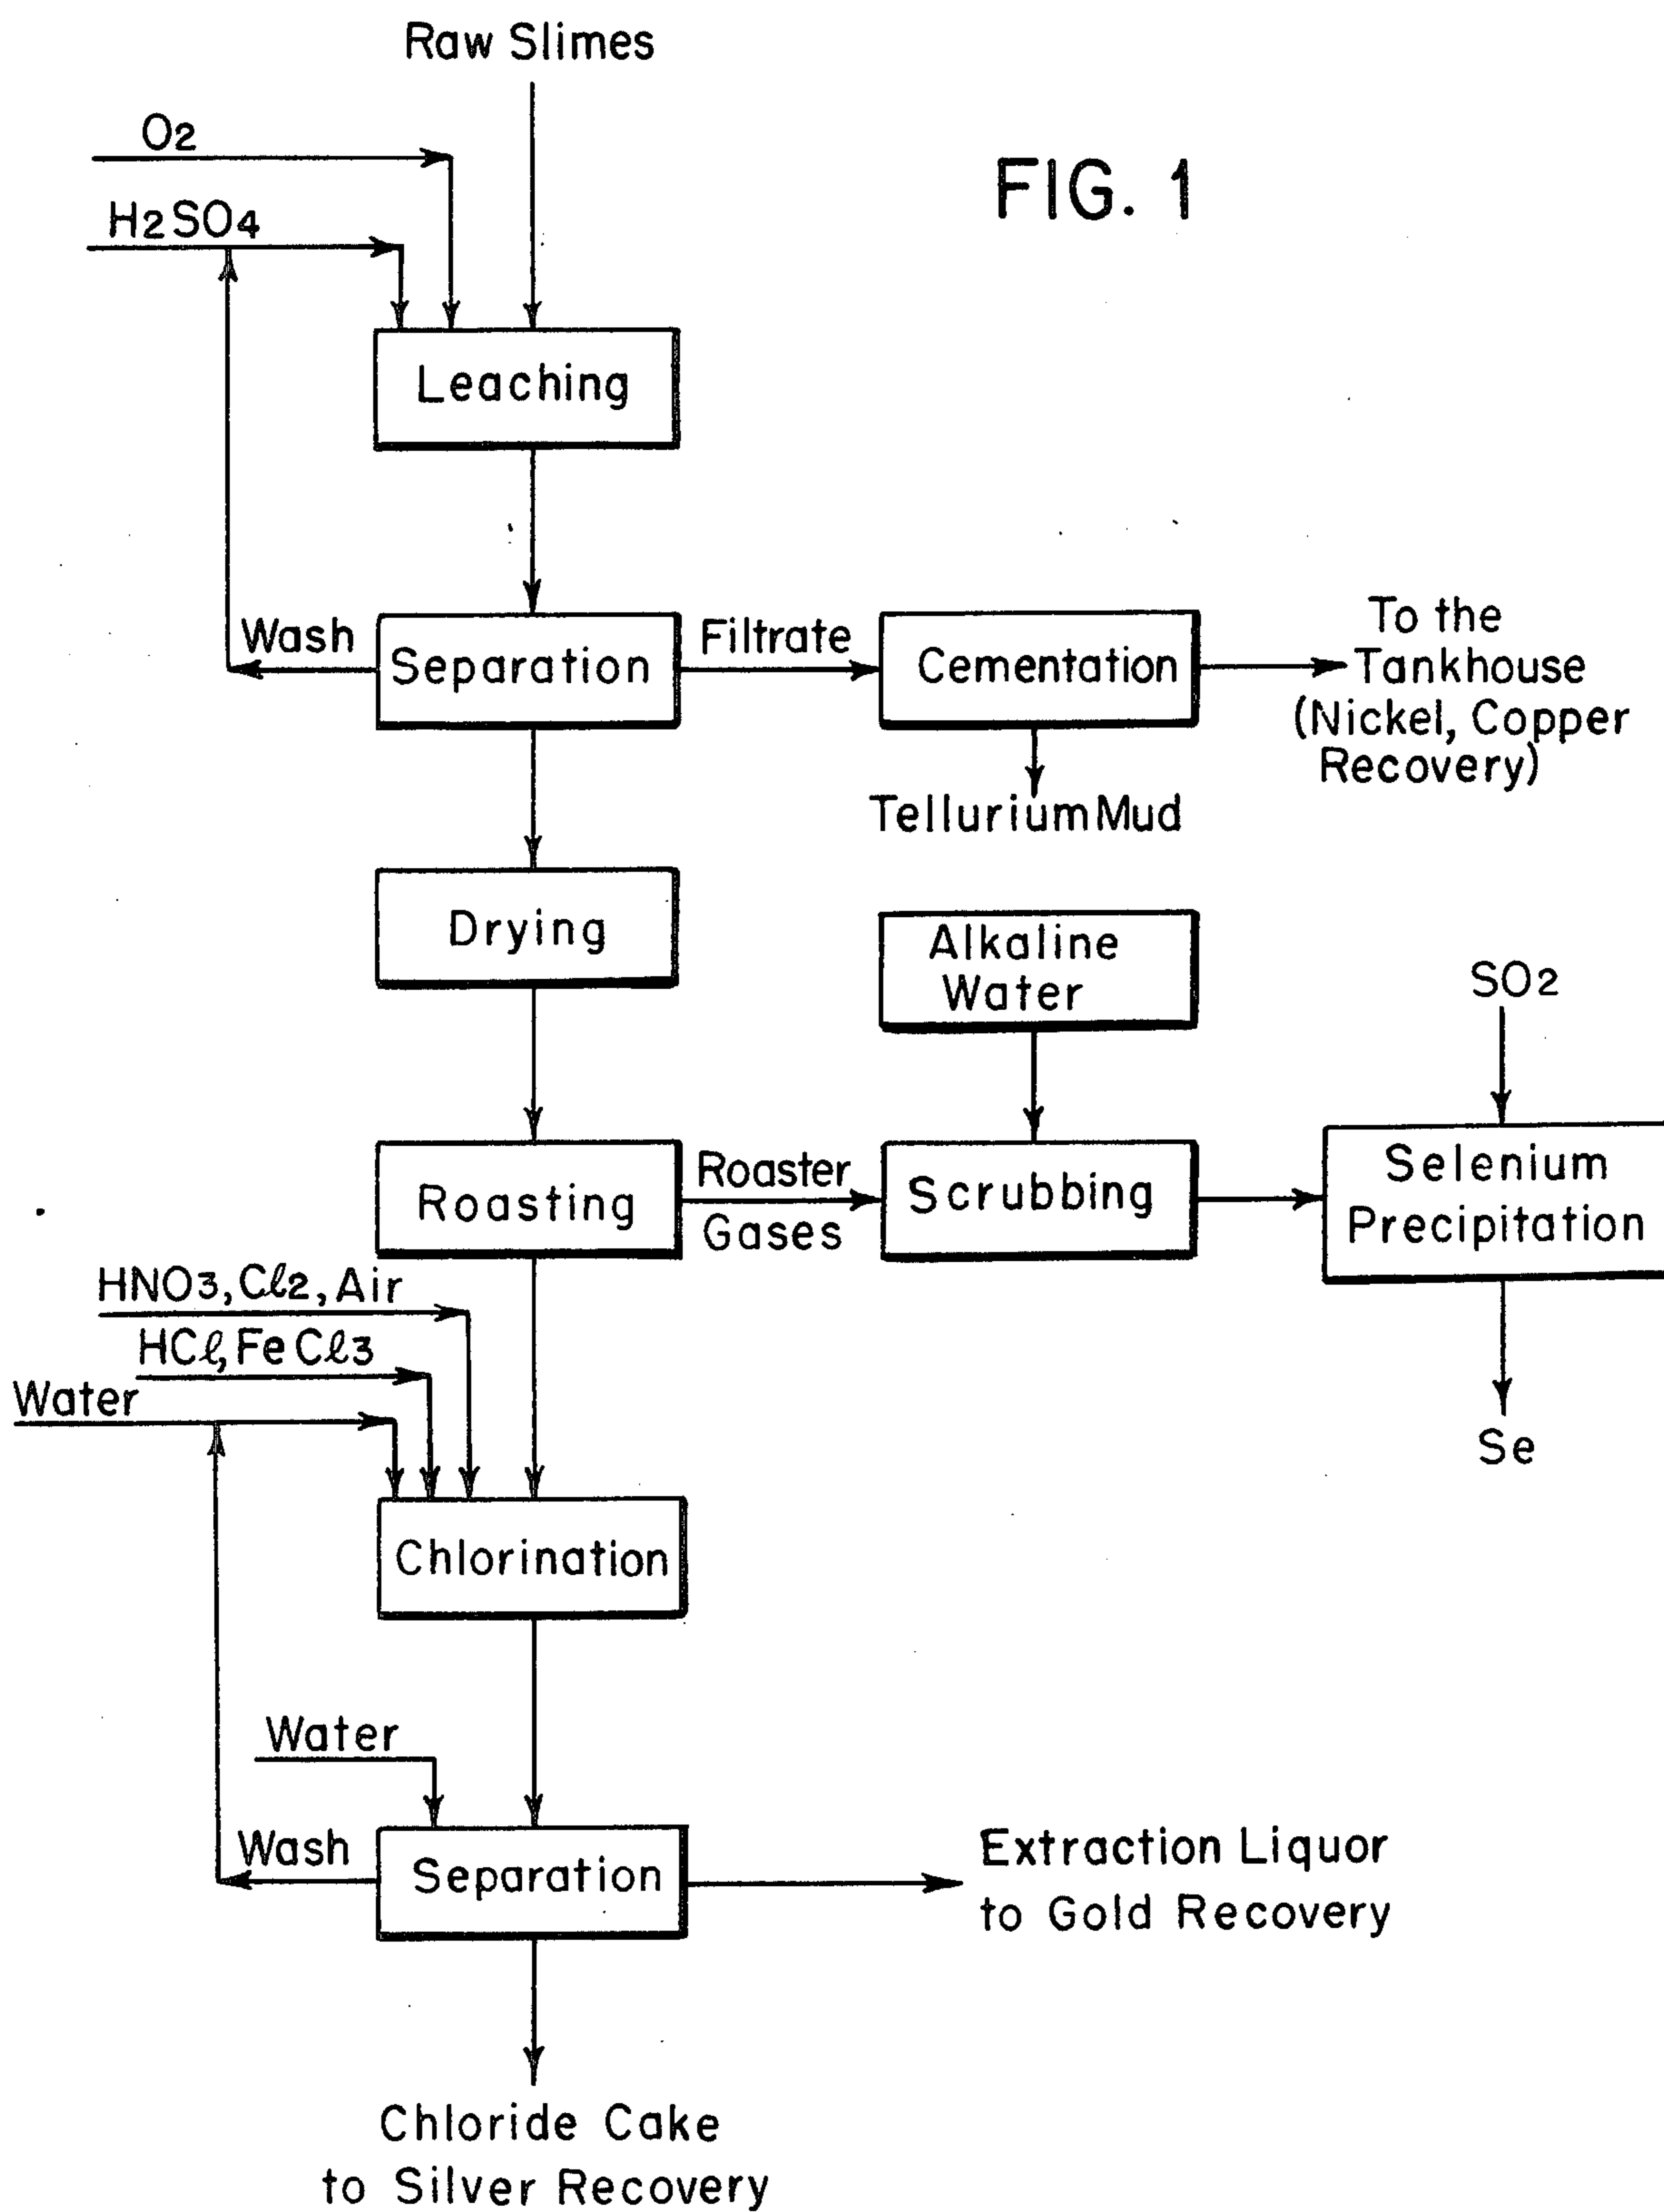 Raw Slimes
O2
FIG. 1
H2SO4
Leaching
Wash
Separation
Filtrate
Cementation
To the
Tankhouse
(Nickel, Copper
Recovery)
Tellurium Mud
Drying
Alkaline
Water
SO2
Roasting
Roaster
Gases
Scrubbing
Selenium
Precipitation
HNO3, Cl2, Air
HCl, FeCl3
Water
Se
Chlorination
Water
Wash
Separation
Extraction Liquor
to Gold Recovery
Chloride Cake
to Silver Recovery